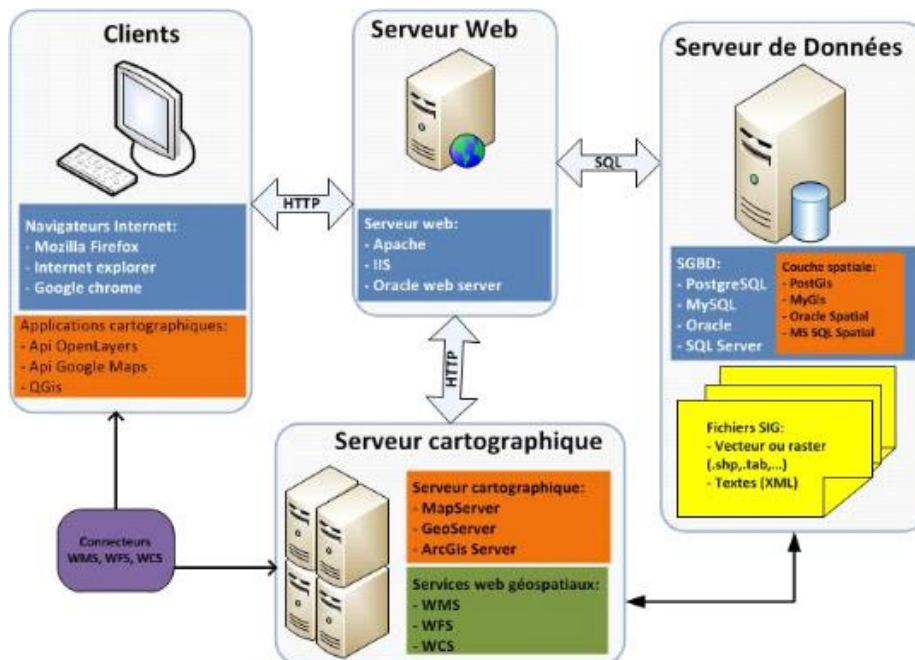 Clients
Navigateurs Internet:
- Mozilla Firefox
- Internet explorer
- Google chrome
Applications cartographiques:
- Api OpenLayers
- Api Google Maps
- QGis
HTTP
Serveur Web
Serveur web:
- Apache
- IIS
- Oracle web server
SQL
Serveur de Données
SGBD:
- PostgreSQL
- MySQL
- Oracle
- SQL Server
Couche spatiale:
- PostGis
- MyGis
- Oracle Spatial
- MS SQL Spatial
Fichiers SIG:
- Vecteur ou raster
(.shp,.tab,...)
- Textes (XML)
HTTP
Serveur cartographique
Serveur cartographique:
- MapServer
- GeoServer
- ArcGis Server
Services web géospatiaux:
- WMS
- WFS
- WCS
Connecteurs
WMS, WFS, WCS